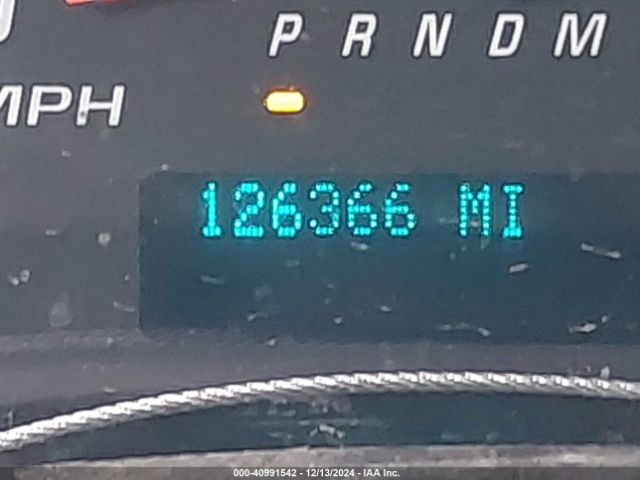 P R N D M
MPH
126366 MI
000-40991542 - 12/13/2024 - IAA Inc.